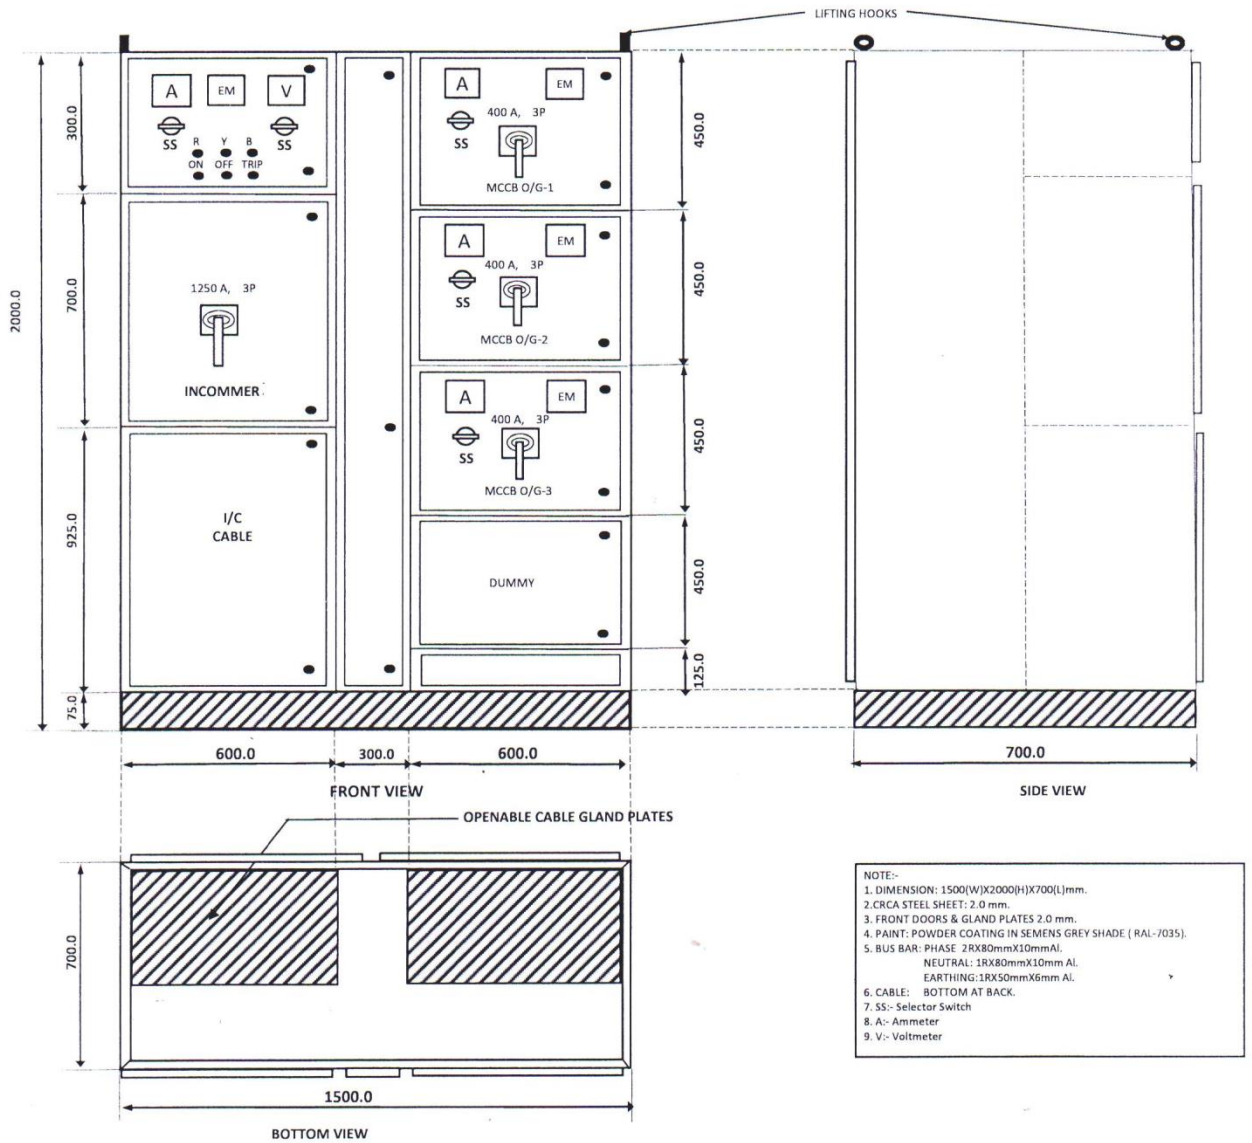 LIFTING HOOKS
A EM V
SS SS
R Y B
ON OFF TRIP
1250 A, 3P
INCOMMER
I/C
CABLE
A EM
400 A, 3P
SS
MCCB O/G-1
A EM
400 A, 3P
SS
MCCB O/G-2
A EM
400 A, 3P
SS
MCCB O/G-3
DUMMY
2000.0
300.0
700.0
925.0
75.0
450.0
450.0
450.0
450.0
125.0
600.0 300.0 600.0
FRONT VIEW
700.0
SIDE VIEW
OPENABLE CABLE GLAND PLATES
700.0
1500.0
BOTTOM VIEW
NOTE:-
1. DIMENSION: 1500(W)X2000(H)X700(L)mm.
2.CRCA STEEL SHEET: 2.0 mm.
3. FRONT DOORS & GLAND PLATES 2.0 mm.
4. PAINT: POWDER COATING IN SEMENS GREY SHADE ( RAL-7035).
5. BUS BAR: PHASE 2RX80mmX10mmAl.
NEUTRAL: 1RX80mmX10mm Al.
EARTHING:1RX50mmX6mm Al.
6. CABLE: BOTTOM AT BACK.
7. SS:- Selector Switch
8. A:- Ammeter
9. V:- Voltmeter